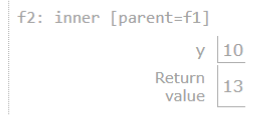 f2: inner [parent=f1]
y 10
Return
value 13